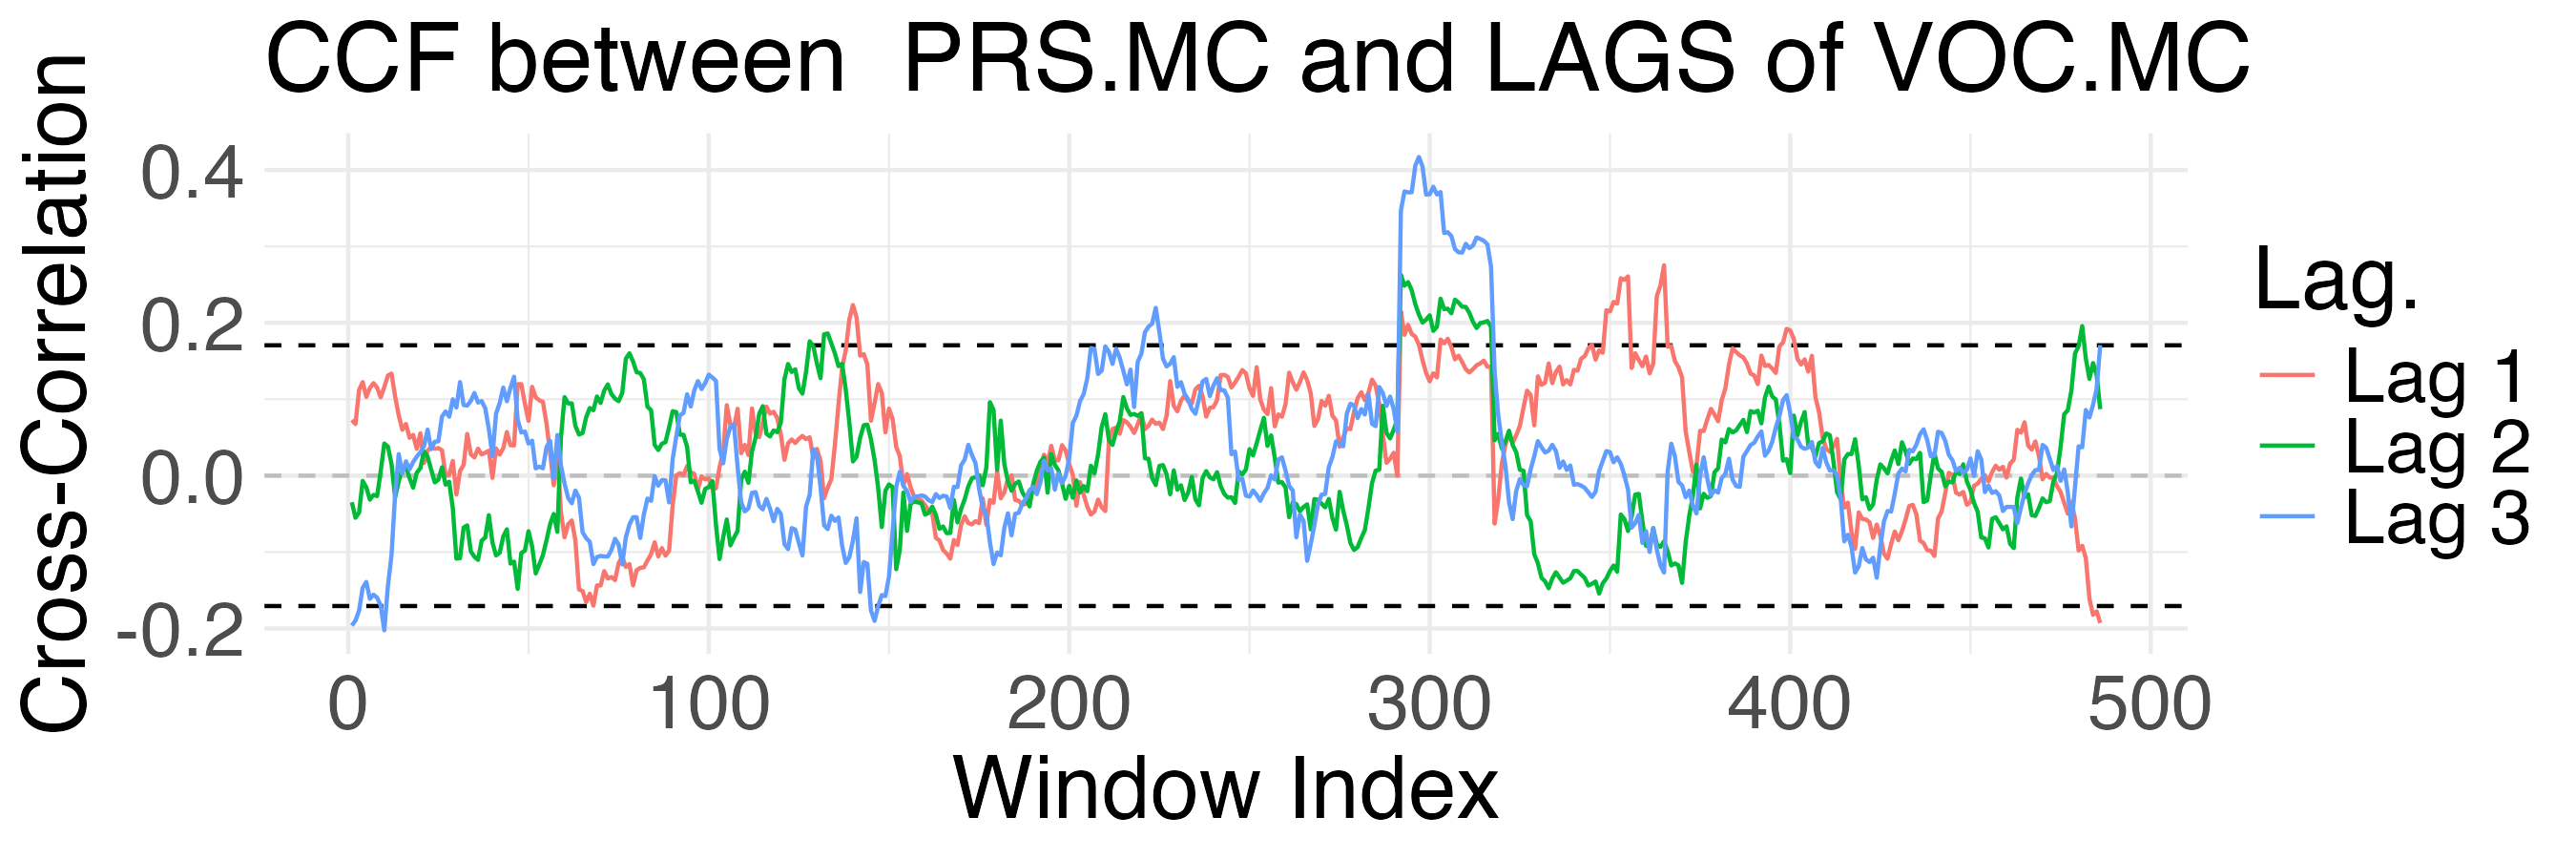 CCF between  PRS.MC and LAGS of VOC.MC
Cross-Correlation
0.4
0.2
0.0
-0.2
0
100
200
300
400
500
Window Index
Lag.
Lag 1
Lag 2
Lag 3